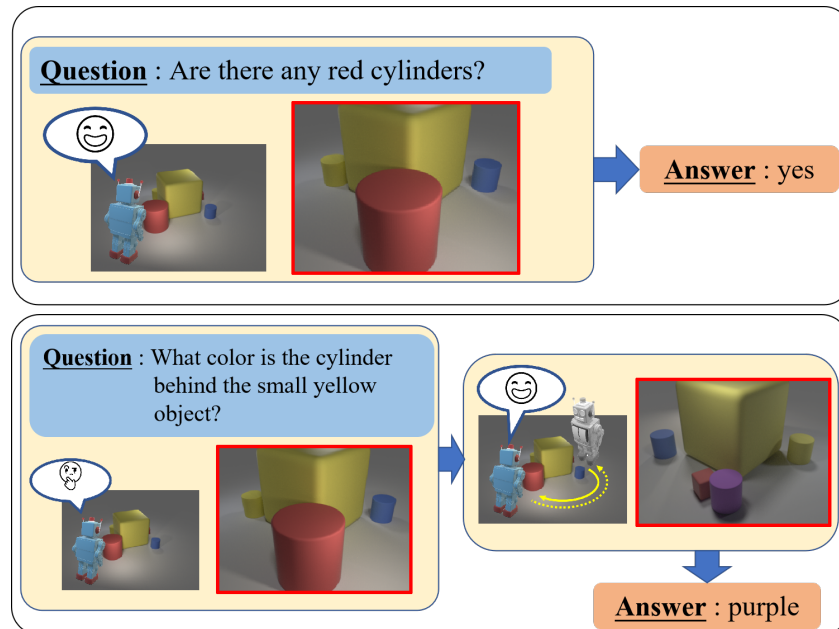 Question : Are there any red cylinders?
Answer : yes
Question : What color is the cylinder
behind the small yellow
object?
Answer : purple